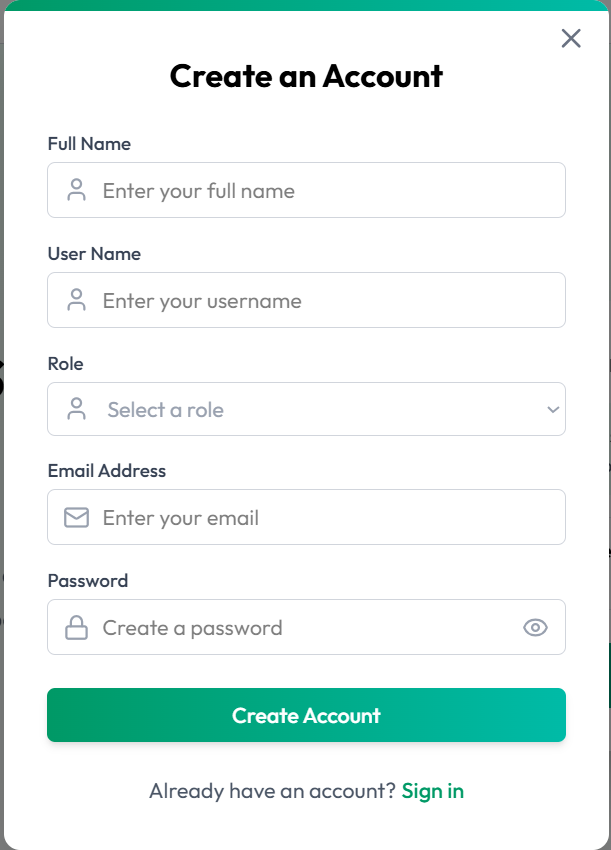 Create an Account
Full Name
Enter your full name
User Name
Enter your username
Role
Select a role
Email Address
Enter your email
Password
Create a password
Create Account
Already have an account? Sign in